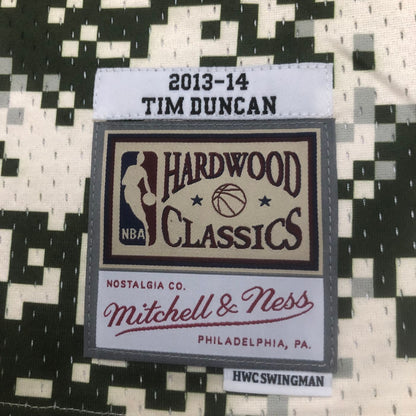 2013-14
TIM DUNCAN
HARDWOOD
CLASSICS
NBA
NOSTALGIA CO.
Mitchell & Ness
PHILADELPHIA, PA.
HWC SWINGMAN